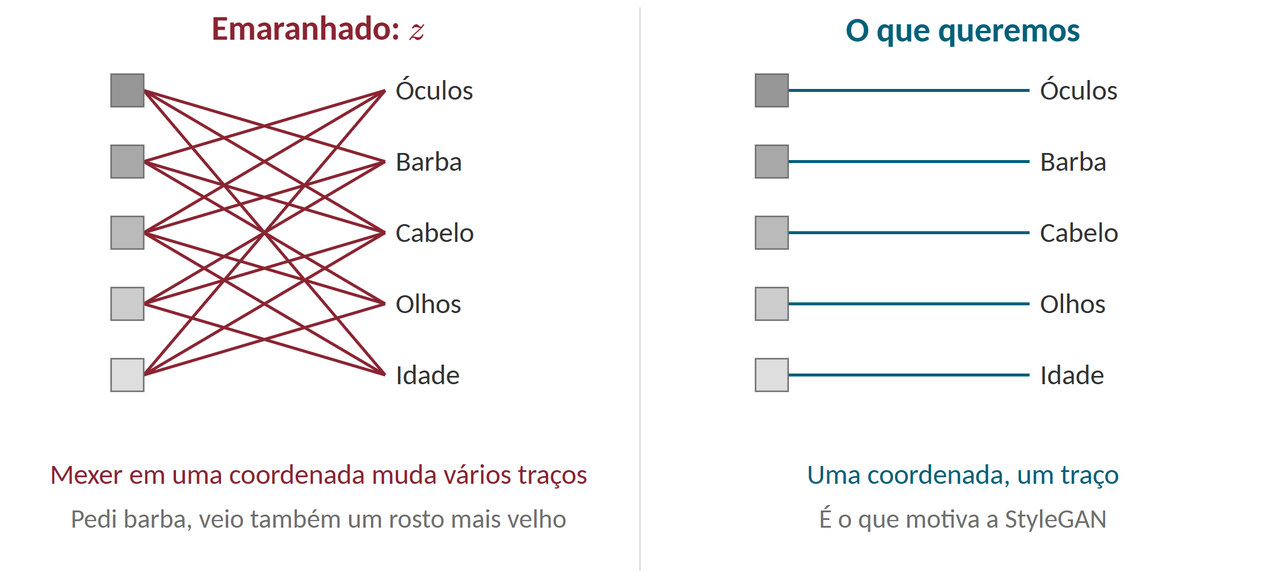 Emaranhado: z
Óculos
Barba
Cabelo
Olhos
Idade
Mexer em uma coordenada muda vários traços
Pedi barba, veio também um rosto mais velho
O que queremos
Óculos
Barba
Cabelo
Olhos
Idade
Uma coordenada, um traço
É o que motiva a StyleGAN